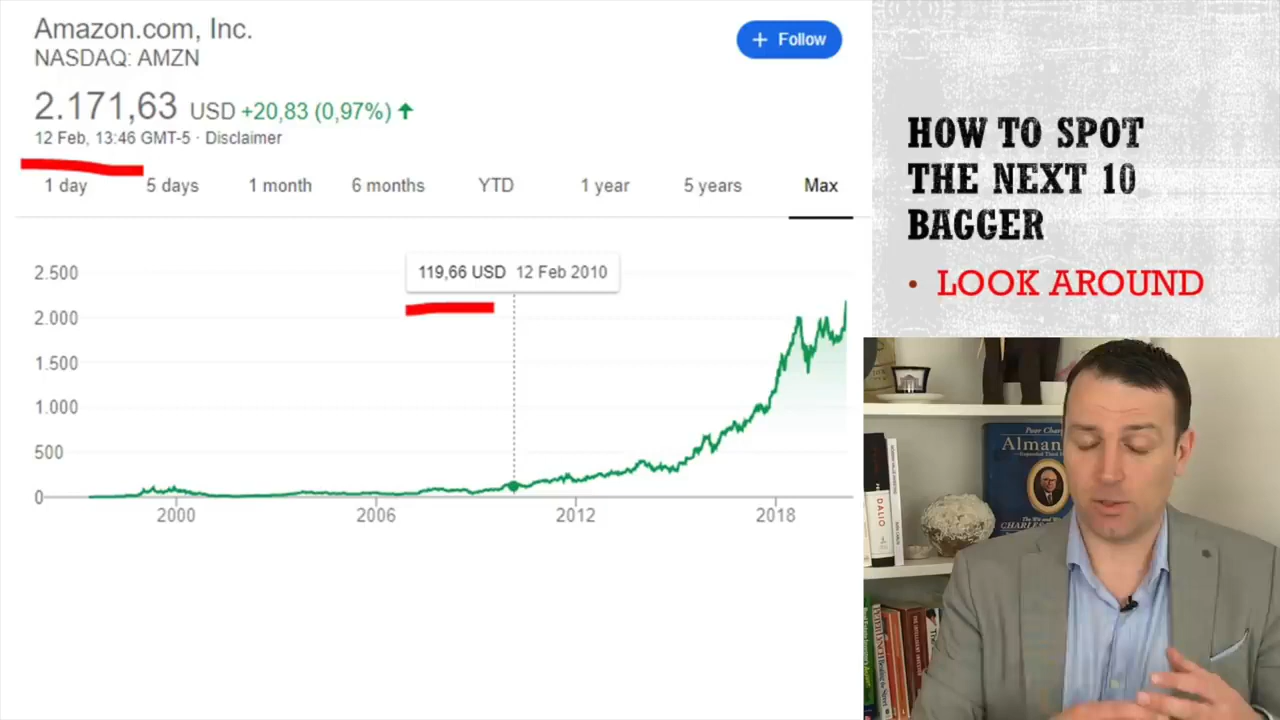 Amazon.com, Inc.
NASDAQ: AMZN
+ Follow
2.171,63 USD +20,83 (0,97%) ↑
12 Feb, 13:46 GMT-5 · Disclaimer
1 day 5 days 1 month 6 months YTD 1 year 5 years Max
119,66 USD 12 Feb 2010
2.500
2.000
1.500
1.000
500
0
2000 2006 2012 2018
HOW TO SPOT
THE NEXT 10
BAGGER
• LOOK AROUND
Poor Char
Alman
DALIO
CHARL